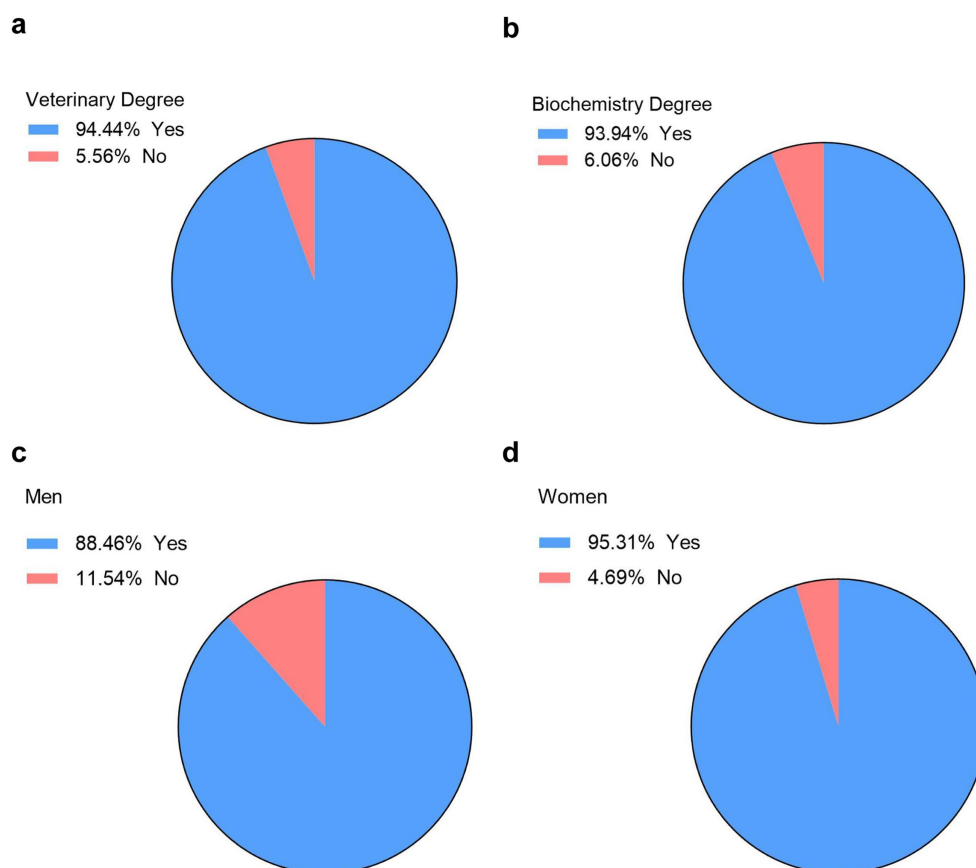 a
Veterinary Degree
94.44% Yes
5.56% No
b
Biochemistry Degree
93.94% Yes
6.06% No
c
Men
88.46% Yes
11.54% No
d
Women
95.31% Yes
4.69% No